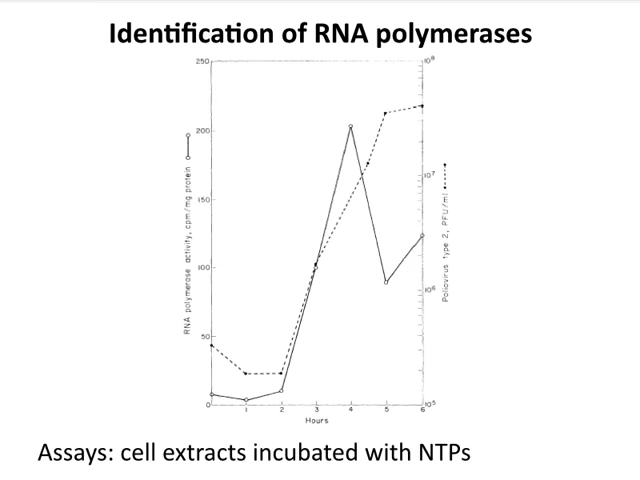 Identification of RNA polymerases
250
200
150
100
50
0
RNA polymerase activity, cpm/mg protein
10⁸
10⁷
10⁶
10⁵
Poliovirus type 2, PFU/ml
1 2 3 4 5 6
Hours
Assays: cell extracts incubated with NTPs